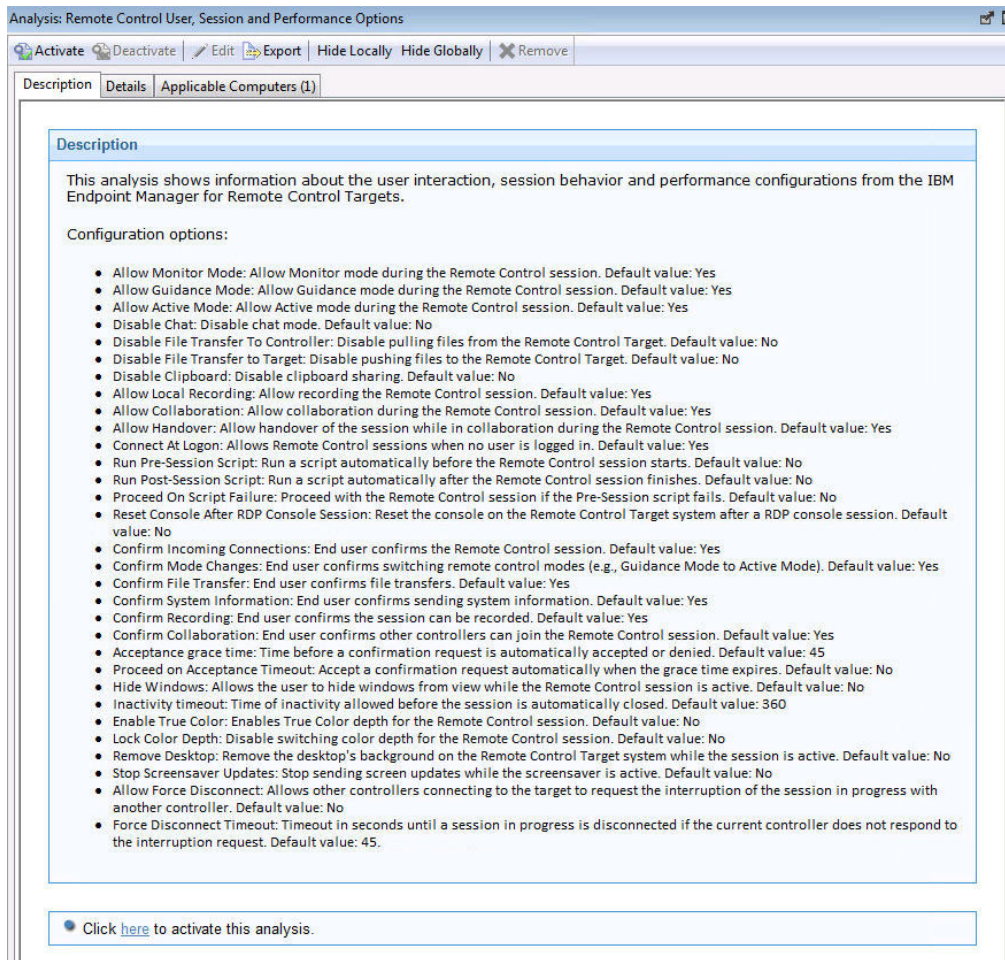 Analysis: Remote Control User, Session and Performance Options
Activate Deactivate Edit Export Hide Locally Hide Globally Remove
Description Details Applicable Computers (1)
Description
This analysis shows information about the user interaction, session behavior and performance configurations from the IBM
Endpoint Manager for Remote Control Targets.
Configuration options:
• Allow Monitor Mode: Allow Monitor mode during the Remote Control session. Default value: Yes
• Allow Guidance Mode: Allow Guidance mode during the Remote Control session. Default value: Yes
• Allow Active Mode: Allow Active mode during the Remote Control session. Default value: Yes
• Disable Chat: Disable chat mode. Default value: No
• Disable File Transfer To Controller: Disable pulling files from the Remote Control Target. Default value: No
• Disable File Transfer to Target: Disable pushing files to the Remote Control Target. Default value: No
• Disable Clipboard: Disable clipboard sharing. Default value: No
• Allow Local Recording: Allow recording the Remote Control session. Default value: Yes
• Allow Collaboration: Allow collaboration during the Remote Control session. Default value: Yes
• Allow Handover: Allow handover of the session while in collaboration during the Remote Control session. Default value: Yes
• Connect At Logon: Allows Remote Control sessions when no user is logged in. Default value: Yes
• Run Pre-Session Script: Run a script automatically before the Remote Control session starts. Default value: No
• Run Post-Session Script: Run a script automatically after the Remote Control session finishes. Default value: No
• Proceed On Script Failure: Proceed with the Remote Control session if the Pre-Session script fails. Default value: No
• Reset Console After RDP Console Session: Reset the console on the Remote Control Target system after a RDP console session. Default
value: No
• Confirm Incoming Connections: End user confirms the Remote Control session. Default value: Yes
• Confirm Mode Changes: End user confirms switching remote control modes (e.g., Guidance Mode to Active Mode). Default value: Yes
• Confirm File Transfer: End user confirms file transfers. Default value: Yes
• Confirm System Information: End user confirms sending system information. Default value: Yes
• Confirm Recording: End user confirms the session can be recorded. Default value: Yes
• Confirm Collaboration: End user confirms other controllers can join the Remote Control session. Default value: Yes
• Acceptance grace time: Time before a confirmation request is automatically accepted or denied. Default value: 45
• Proceed on Acceptance Timeout: Accept a confirmation request automatically when the grace time expires. Default value: No
• Hide Windows: Allows the user to hide windows from view while the Remote Control session is active. Default value: No
• Inactivity timeout: Time of inactivity allowed before the session is automatically closed. Default value: 360
• Enable True Color: Enables True Color depth for the Remote Control session. Default value: No
• Lock Color Depth: Disable switching color depth for the Remote Control session. Default value: No
• Remove Desktop: Remove the desktop's background on the Remote Control Target system while the session is active. Default value: No
• Stop Screensaver Updates: Stop sending screen updates while the screensaver is active. Default value: No
• Allow Force Disconnect: Allows other controllers connecting to the target to request the interruption of the session in progress with
another controller. Default value: No
• Force Disconnect Timeout: Timeout in seconds until a session in progress is disconnected if the current controller does not respond to
the interruption request. Default value: 45.
Click here to activate this analysis.